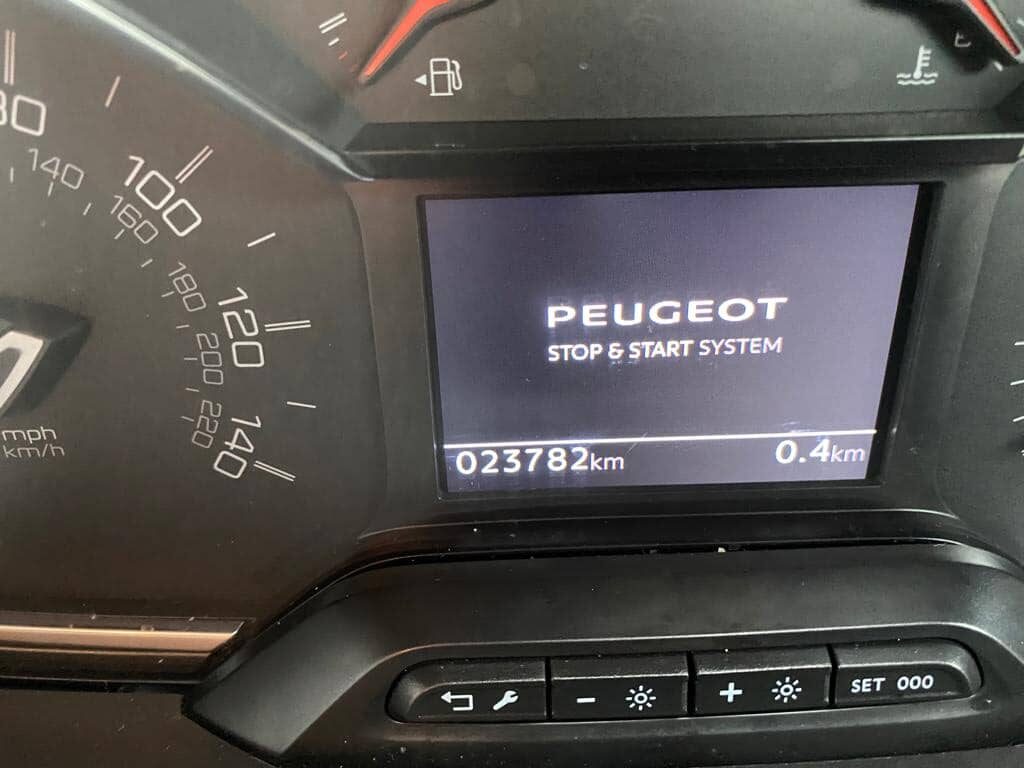 140
100
160
180
120
200
220
140
mph
km/h
PEUGEOT
STOP & START SYSTEM
023782km
0.4km
SET 000